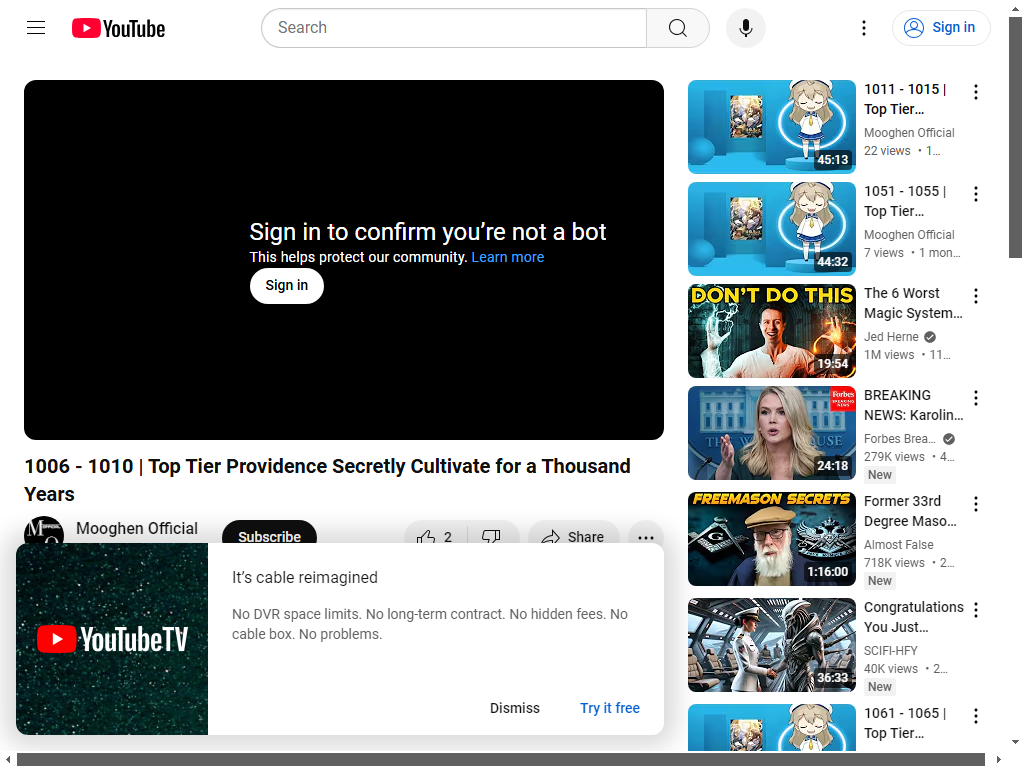 YouTube
Search
Sign in
Sign in to confirm you’re not a bot
This helps protect our community. Learn more
Sign in
1006 - 1010 | Top Tier Providence Secretly Cultivate for a Thousand
Years
Mooghen Official
Subscribe
2
Share
YouTubeTV
It’s cable reimagined
No DVR space limits. No long-term contract. No hidden fees. No
cable box. No problems.
Dismiss
Try it free
45:13
1011 - 1015 |
Top Tier…
Mooghen Official
22 views • 1…
44:32
1051 - 1055 |
Top Tier…
Mooghen Official
7 views • 1 mon…
DON'T DO THIS
19:54
The 6 Worst
Magic System…
Jed Herne
1M views • 11…
Forbes
BREAKING
NEWS
24:18
BREAKING
NEWS: Karolin…
Forbes Brea…
279K views • 4…
New
FREEMASON SECRETS
1:16:00
Former 33rd
Degree Maso…
Almost False
718K views • 2…
New
36:33
Congratulations
You Just…
SCIFI-HFY
40K views • 2…
New
1061 - 1065 |
Top Tier…